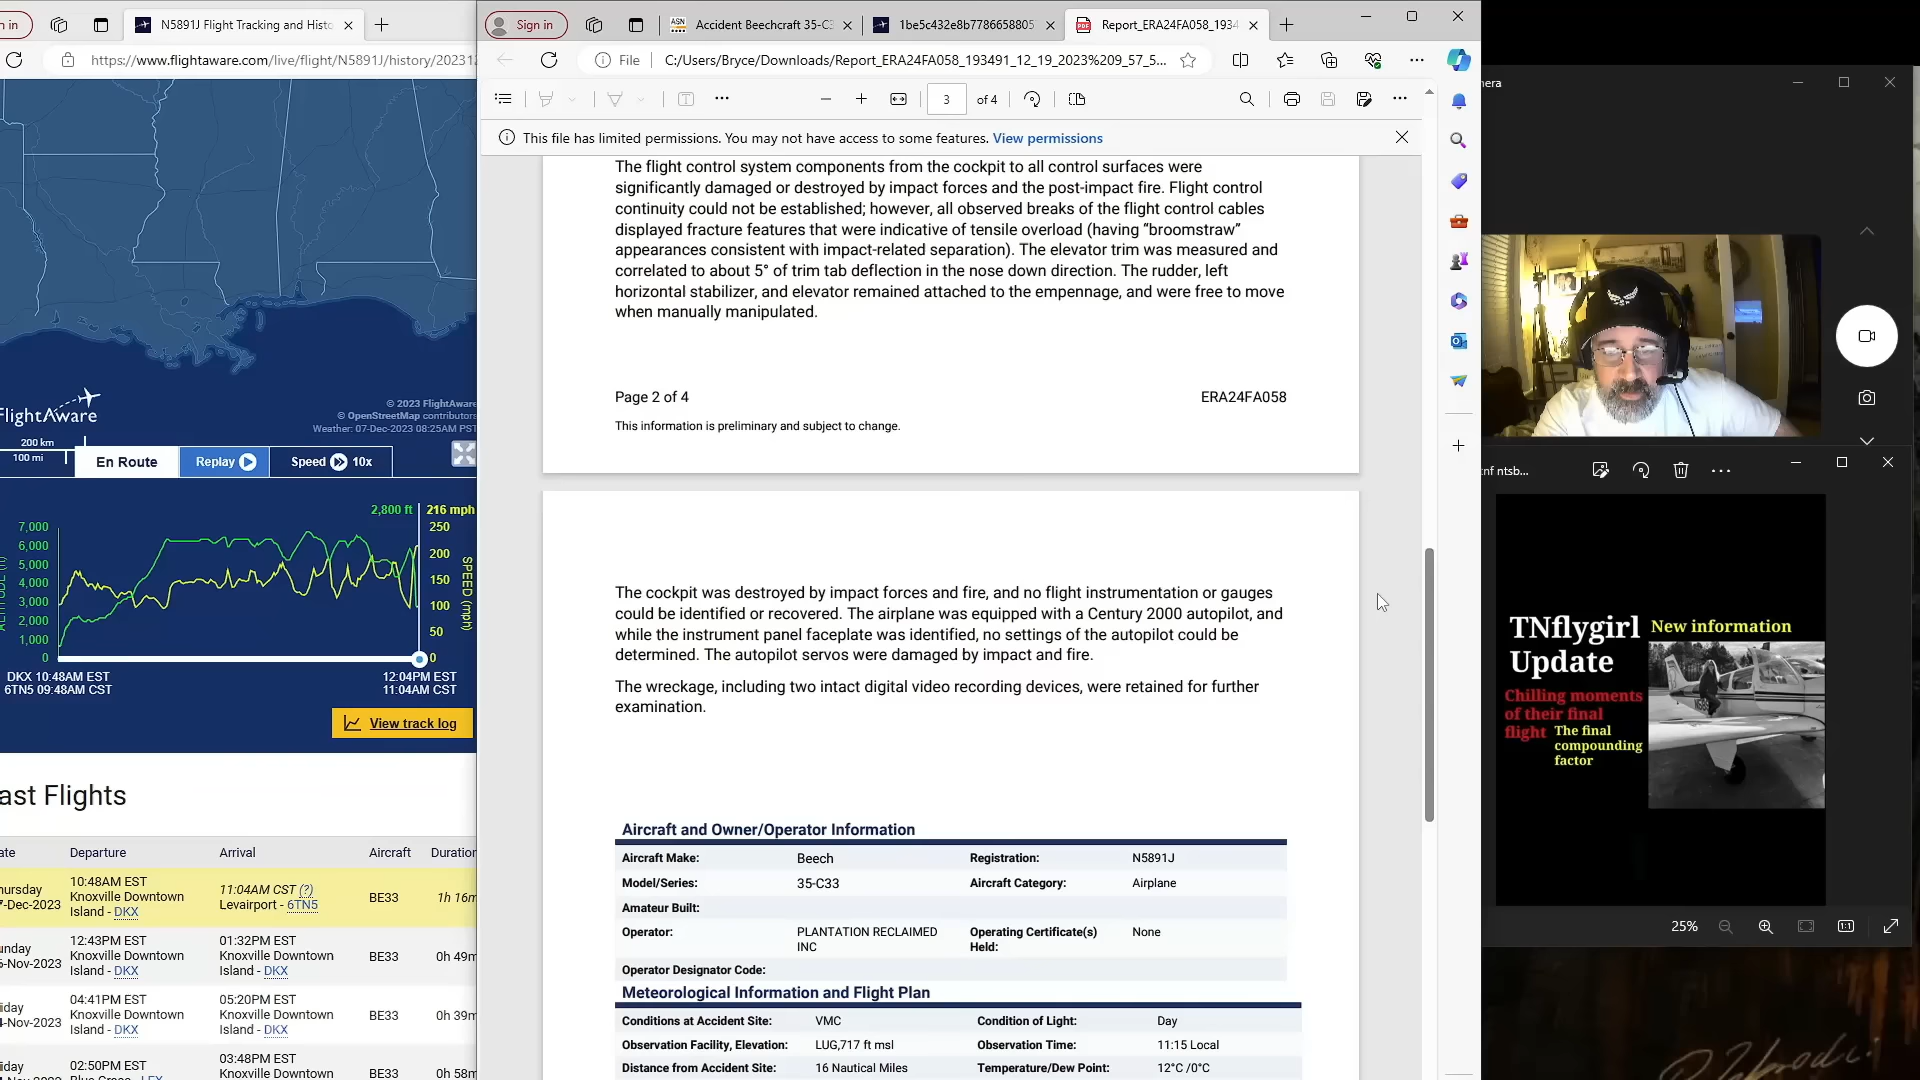 n in
N5891J Flight Tracking and Histo
https://www.flightaware.com/live/flight/N5891J/history/20231
FlightAware
© 2023 FlightAware
© OpenStreetMap contributors
Weather: 07-Dec-2023 08:25AM PST
200 km
100 mi
En Route
Replay
Speed 10x
2,800 ft 216 mph
7,000
6,000
5,000
4,000
3,000
2,000
1,000
0
250
200
150
100
50
0
SPEED (mph)
DKX 10:48AM EST
6TN5 09:48AM CST
12:04PM EST
11:04AM CST
View track log
ast Flights
ate Departure Arrival Aircraft Duration
hursday
7-Dec-2023
10:48AM EST
Knoxville Downtown
Island - DKX
11:04AM CST (?)
Levairport - 6TN5
BE33
1h 16m
unday
6-Nov-2023
12:43PM EST
Knoxville Downtown
Island - DKX
01:32PM EST
Knoxville Downtown
Island - DKX
BE33
0h 49m
iday
4-Nov-2023
04:41PM EST
Knoxville Downtown
Island - DKX
05:20PM EST
Knoxville Downtown
Island - DKX
BE33
0h 39m
iday
02:50PM EST
03:48PM EST
Knoxville Downtown
BE33
0h 58m
Sign in
ASN
Accident Beechcraft 35-C3
1be5c432e8b7786658805
Report_ERA24FA058_1934
File
C:/Users/Bryce/Downloads/Report_ERA24FA058_193491_12_19_2023%209_57_5...
3 of 4
This file has limited permissions. You may not have access to some features. View permissions
The flight control system components from the cockpit to all control surfaces were
significantly damaged or destroyed by impact forces and the post-impact fire. Flight control
continuity could not be established; however, all observed breaks of the flight control cables
displayed fracture features that were indicative of tensile overload (having “broomstraw”
appearances consistent with impact-related separation). The elevator trim was measured and
correlated to about 5° of trim tab deflection in the nose down direction. The rudder, left
horizontal stabilizer, and elevator remained attached to the empennage, and were free to move
when manually manipulated.
Page 2 of 4 ERA24FA058
This information is preliminary and subject to change.
The cockpit was destroyed by impact forces and fire, and no flight instrumentation or gauges
could be identified or recovered. The airplane was equipped with a Century 2000 autopilot, and
while the instrument panel faceplate was identified, no settings of the autopilot could be
determined. The autopilot servos were damaged by impact and fire.
The wreckage, including two intact digital video recording devices, were retained for further
examination.
Aircraft and Owner/Operator Information
Aircraft Make: Beech Registration: N5891J
Model/Series: 35-C33 Aircraft Category: Airplane
Amateur Built:
Operator: PLANTATION RECLAIMED INC Operating Certificate(s) Held: None
Operator Designator Code:
Meteorological Information and Flight Plan
Conditions at Accident Site: VMC Condition of Light: Day
Observation Facility, Elevation: LUG,717 ft msl Observation Time: 11:15 Local
Distance from Accident Site: 16 Nautical Miles Temperature/Dew Point: 12°C /0°C
nera
tnf ntsb...
TNflygirl
Update
New information
Chilling moments
of their final
flight
The final
compounding
factor
25%
1:1